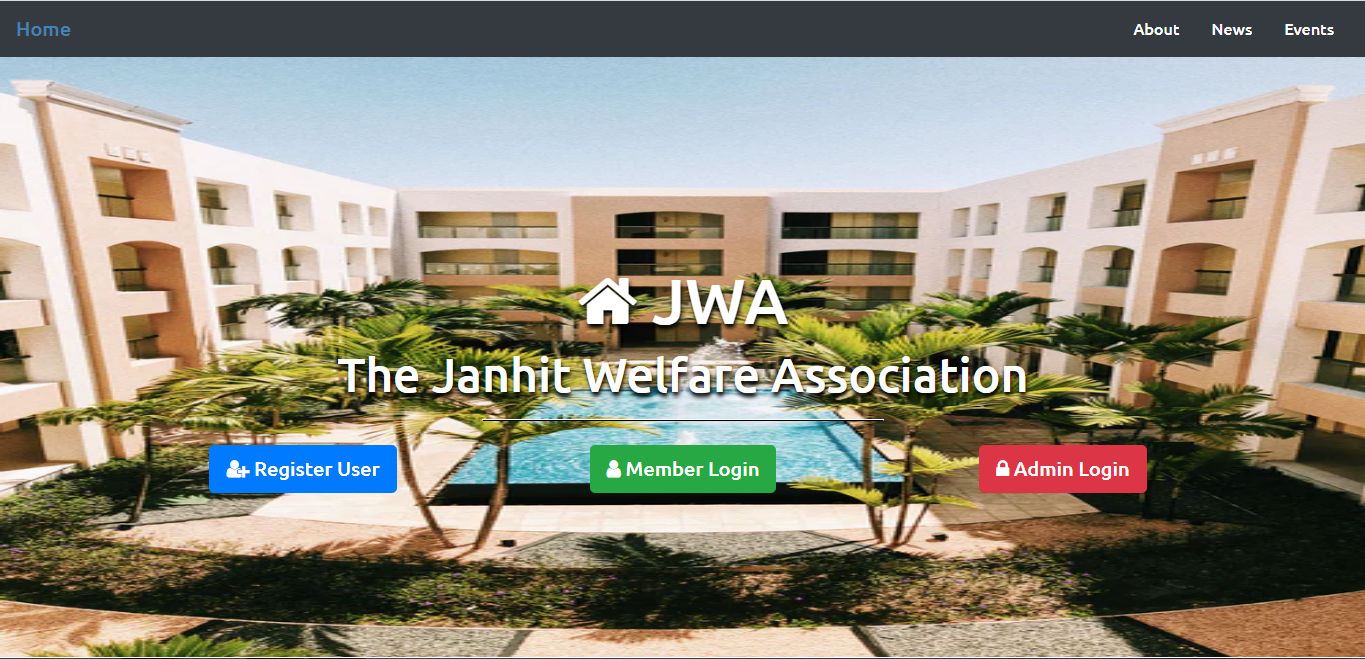 Home About News Events
JWA
The Janhit Welfare Association
Register User Member Login Admin Login